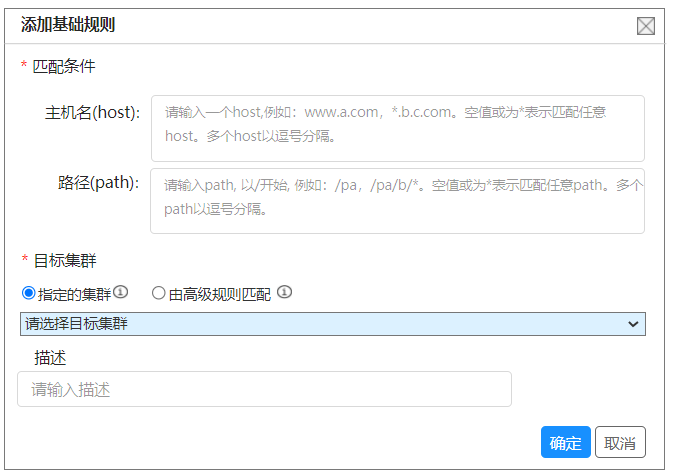 添加基础规则
* 匹配条件
主机名(host):
请输入一个host,例如：www.a.com，*.b.c.com。空值或为*表示匹配任意
host。多个host以逗号分隔。
路径(path):
请输入path, 以/开始, 例如：/pa，/pa/b/*。空值或为*表示匹配任意path。多个
path以逗号分隔。
* 目标集群
指定的集群 由高级规则匹配
请选择目标集群
描述
请输入描述
确定 取消